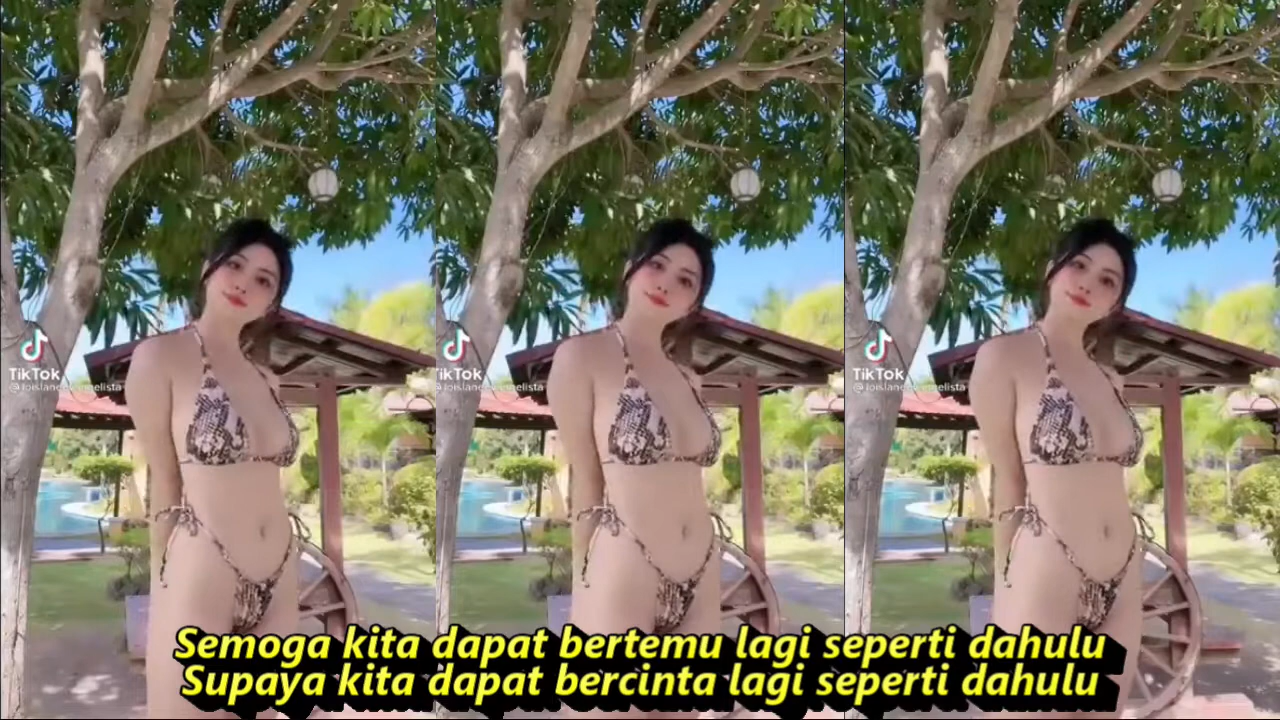 TikTok
TikTok
TikTok
Semoga kita dapat bertemu lagi seperti dahulu
Supaya kita dapat bercinta lagi seperti dahulu